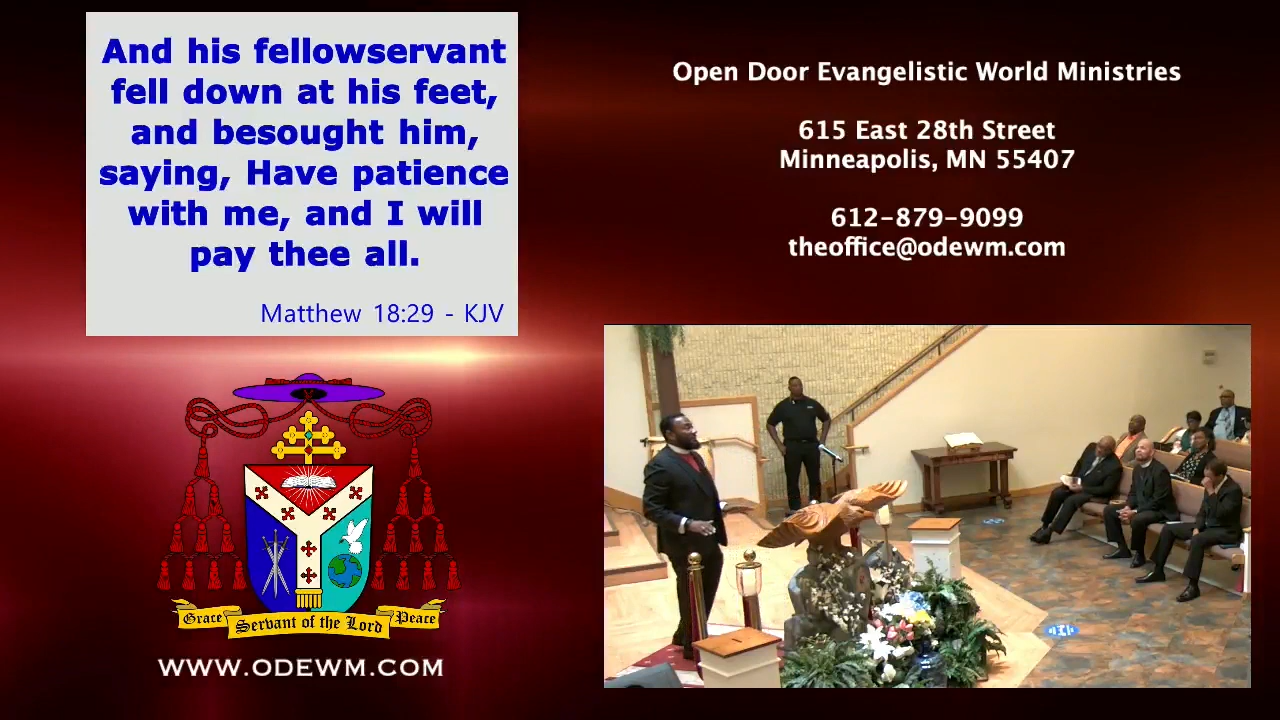 And his fellowservant
fell down at his feet,
and besought him,
saying, Have patience
with me, and I will
pay thee all.
Matthew 18:29 - KJV
Open Door Evangelistic World Ministries
615 East 28th Street
Minneapolis, MN 55407
612-879-9099
theoffice@odewm.com
Grace Servant of the Lord Peace
WWW.ODEWM.COM